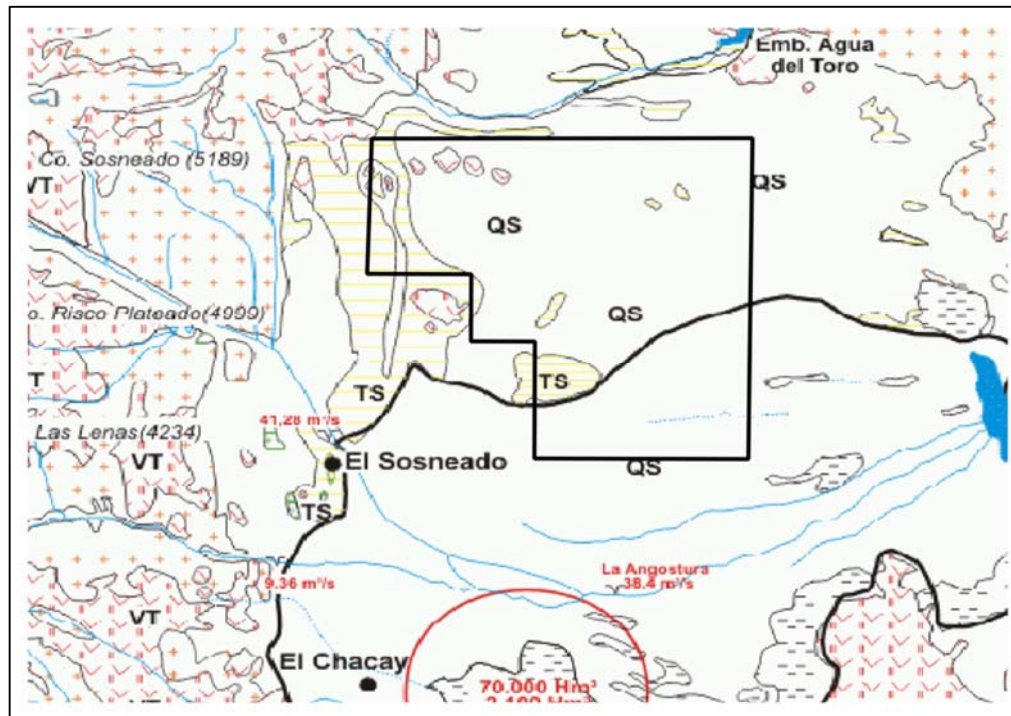 Emb. Agua
del Toro
Co. Sosneado (5189)
VT
QS
QS
o. Risco Plateado(4999)
QS
T
TS
TS
41,28 m³/s
Las Lenas(4234)
VT
El Sosneado
QS
TS
9.36 m³/s
La Angostura
38.4 m³/s
VT
El Chacay
70.000 Hm³